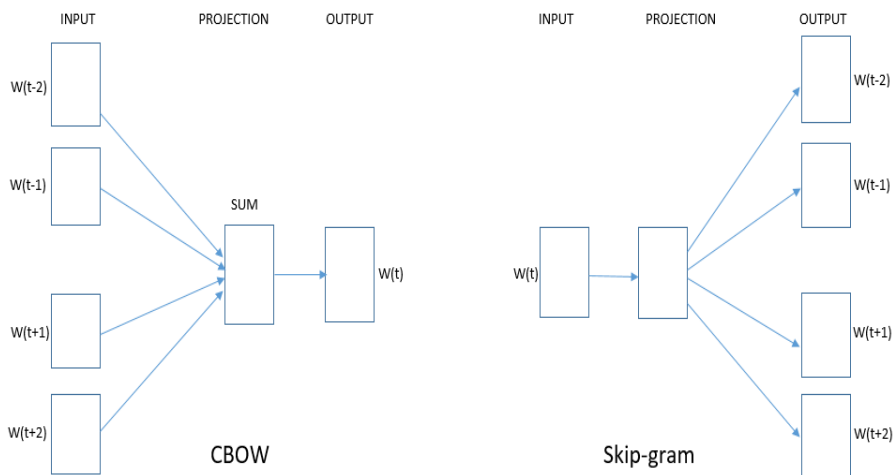 INPUT PROJECTION OUTPUT
W(t-2)
W(t-1)
SUM
W(t)
W(t+1)
W(t+2)
CBOW
INPUT PROJECTION OUTPUT
W(t-2)
W(t-1)
W(t)
W(t+1)
W(t+2)
Skip-gram